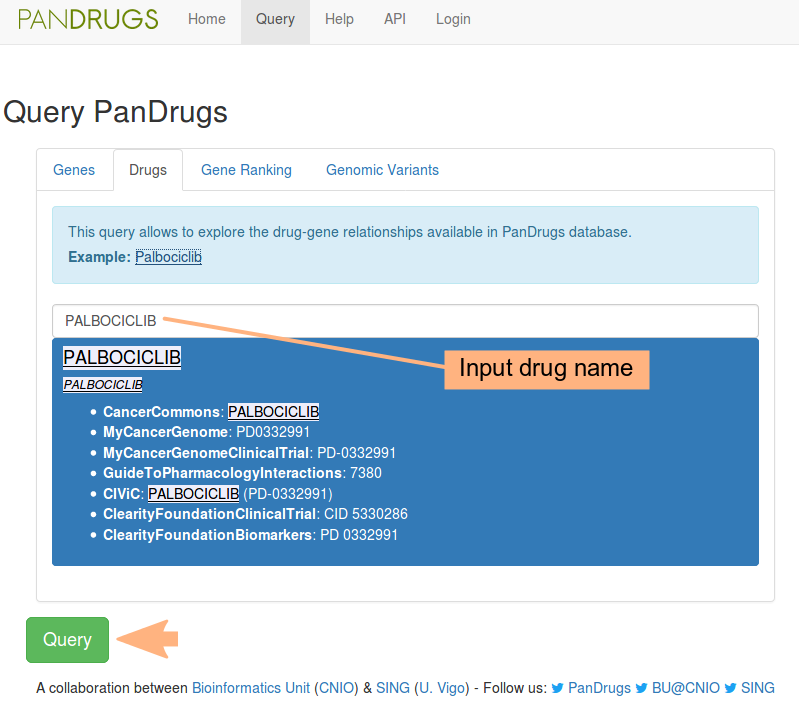 PANDRUGS Home Query Help API Login
Query PanDrugs
Genes Drugs Gene Ranking Genomic Variants
This query allows to explore the drug-gene relationships available in PanDrugs database.
Example: Palbociclib
PALBOCICLIB
Input drug name
PALBOCICLIB
PALBOCICLIB
CancerCommons: PALBOCICLIB
MyCancerGenome: PD0332991
MyCancerGenomeClinicalTrial: PD-0332991
GuideToPharmacologyInteractions: 7380
CIViC: PALBOCICLIB (PD-0332991)
ClearityFoundationClinicalTrial: CID 5330286
ClearityFoundationBiomarkers: PD 0332991
Query
A collaboration between Bioinformatics Unit (CNIO) & SING (U. Vigo) - Follow us: PanDrugs BU@CNIO SING